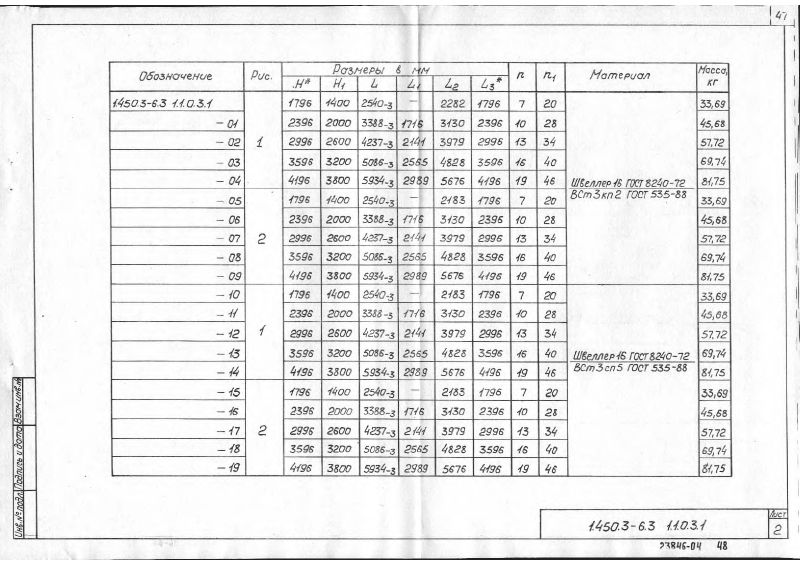 47
Обозначение Рис. Размеры в мм n n₁ Материал Масса, кг
H* H₁ L L₁ L₂ L₃*
1.450.3-6.3 1.1.0.3.1 1796 1400 2540-3 — 2282 1796 7 20 33,69
- 01 2396 2000 3388-3 1716 3130 2396 10 28 45,68
- 02 1 2996 2600 4237-3 2141 3979 2996 13 34 57,72
- 03 3596 3200 5086-3 2565 4828 3596 16 40 69,74
- 04 4196 3800 5934-3 2989 5676 4196 19 46 81,75
Швеллер 16 ГОСТ 8240-72
ВСт3кп2 ГОСТ 535-88
- 05 1796 1400 2540-3 — 2183 1796 7 20 33,69
- 06 2396 2000 3388-3 1716 3130 2396 10 28 45,68
- 07 2 2996 2600 4237-3 2141 3979 2996 13 34 57,72
- 08 3596 3200 5086-3 2565 4828 3596 16 40 69,74
- 09 4196 3800 5934-3 2989 5676 4196 19 46 81,75
- 10 1796 1400 2540-3 — 2183 1796 7 20 33,69
- 11 2396 2000 3388-3 1716 3130 2396 10 28 45,68
- 12 1 2996 2600 4237-3 2141 3979 2996 13 34 57,72
- 13 3596 3200 5086-3 2565 4828 3596 16 40 69,74
- 14 4196 3800 5934-3 2989 5676 4196 19 46 81,75
Швеллер 16 ГОСТ 8240-72
ВСт3сп5 ГОСТ 535-88
- 15 1796 1400 2540-3 — 2183 1796 7 20 33,69
- 16 2396 2000 3388-3 1716 3130 2396 10 28 45,68
- 17 2 2996 2600 4237-3 2141 3979 2996 13 34 57,72
- 18 3596 3200 5086-3 2565 4828 3596 16 40 69,74
- 19 4196 3800 5934-3 2989 5676 4196 19 46 81,75
Инв.№ подл. Подпись и дата Взам.инв.№
1.450.3-6.3 1.1.0.3.1
Лист
2
23846-04 48